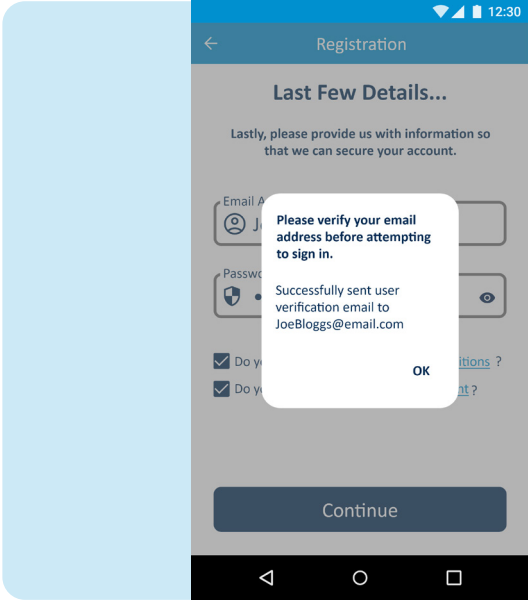 12:30
Registration
Last Few Details...
Lastly, please provide us with information so
that we can secure your account.
Email A
J
Please verify your email
address before attempting
to sign in.
Successfully sent user
verification email to
JoeBloggs@email.com
OK
Passwo
Do yo
itions ?
Do yo
nt ?
Continue